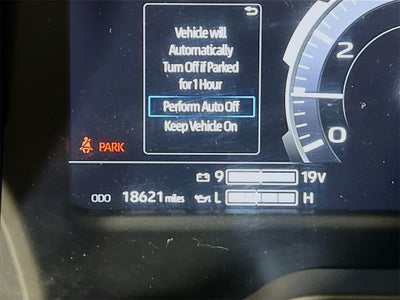 Vehicle will
Automatically
Turn Off if Parked
for 1 Hour
Perform Auto Off
Keep Vehicle On
2
0
PARK
9 19V
ODO 18621 miles L H